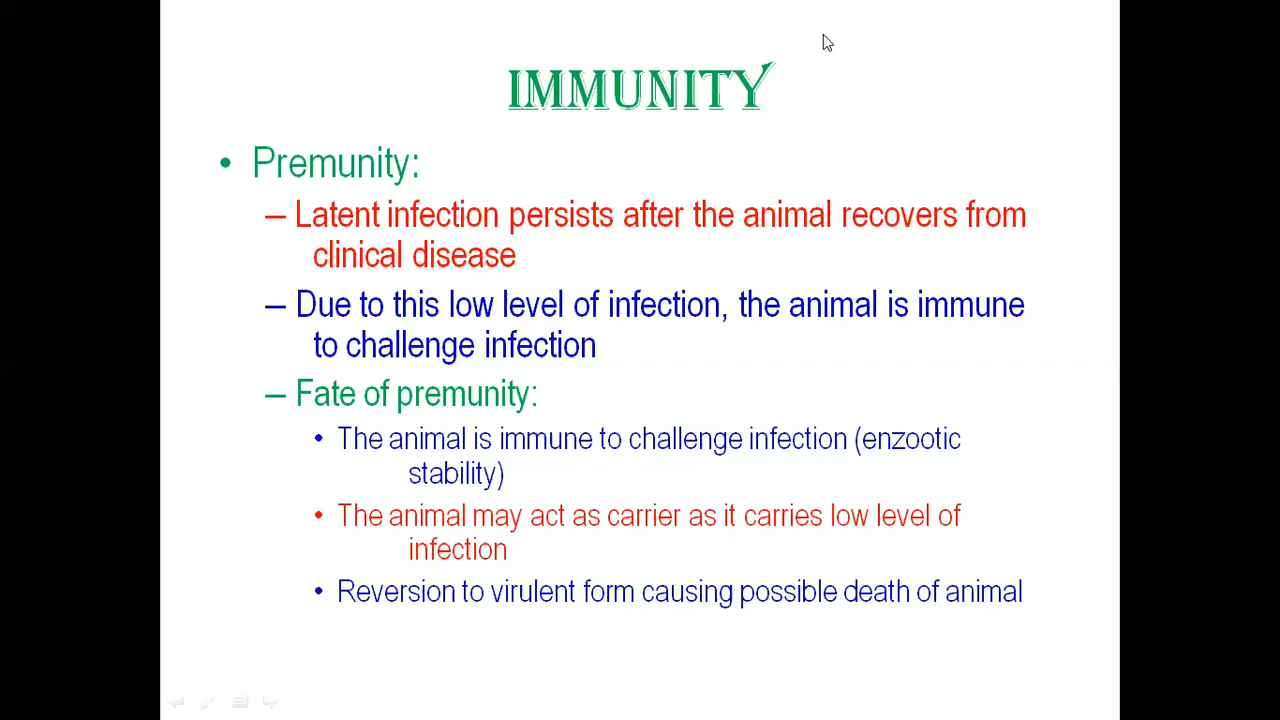 IMMUNITY
• Premunity:
– Latent infection persists after the animal recovers from
clinical disease
– Due to this low level of infection, the animal is immune
to challenge infection
– Fate of premunity:
• The animal is immune to challenge infection (enzootic
stability)
• The animal may act as carrier as it carries low level of
infection
• Reversion to virulent form causing possible death of animal